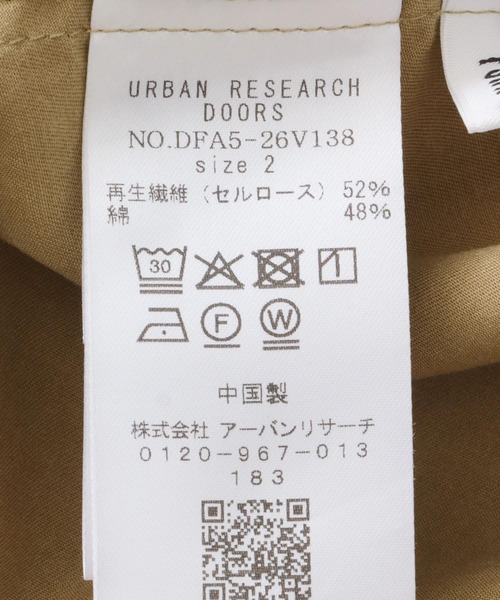 URBAN RESEARCH
DOORS
NO.DFA5-26V138
size 2
再生繊維（セルロース） 52%
綿 48%
30
F W
中国製
株式会社 アーバンリサーチ
0120-967-013
183